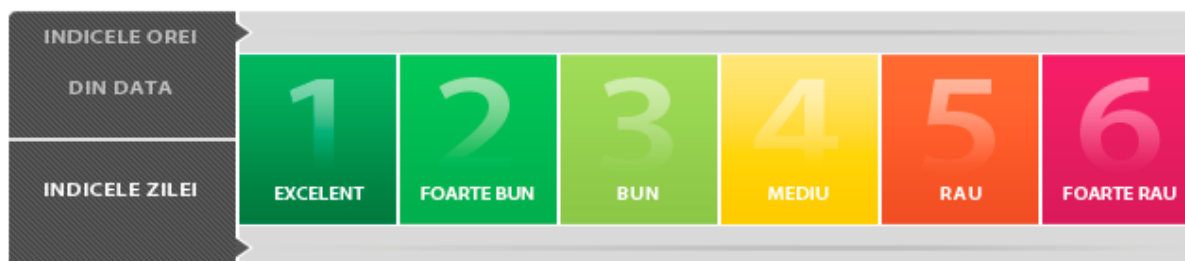 INDICELE OREI
DIN DATA
INDICELE ZILEI
1
EXCELENT
2
FOARTE BUN
3
BUN
4
MEDIU
5
RAU
6
FOARTE RAU